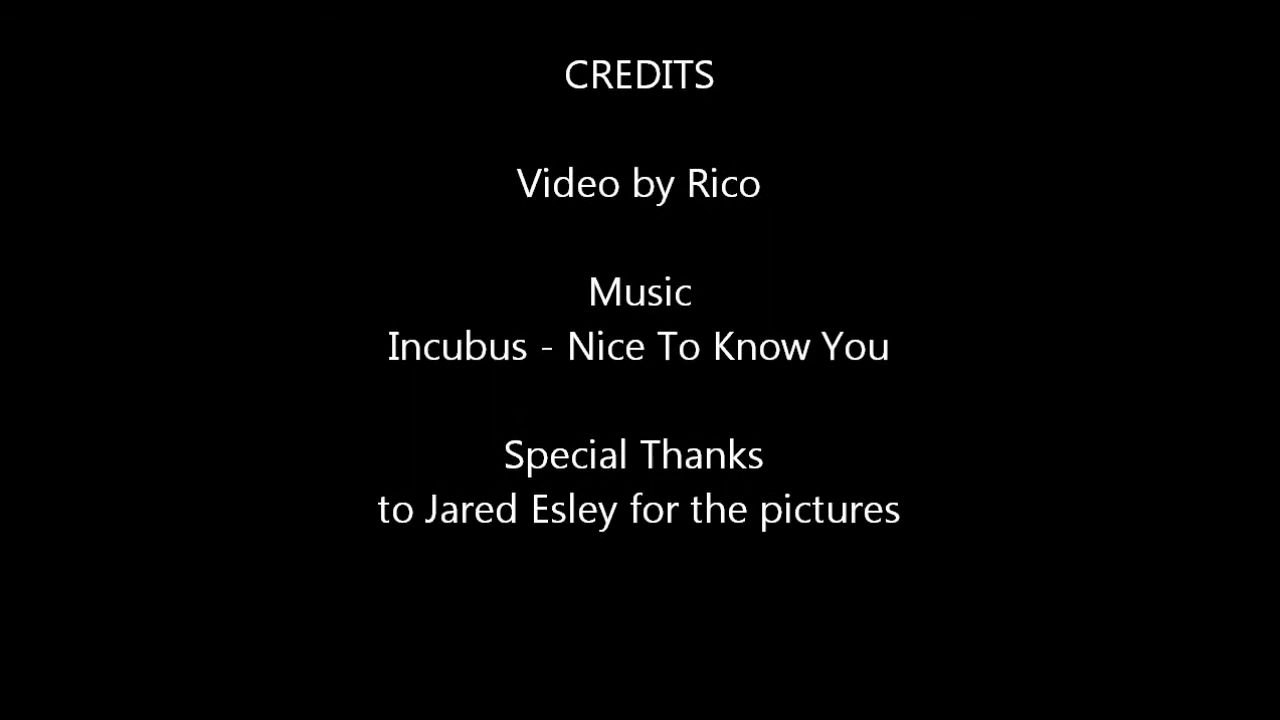 CREDITS
Video by Rico
Music
Incubus - Nice To Know You
Special Thanks
to Jared Esley for the pictures